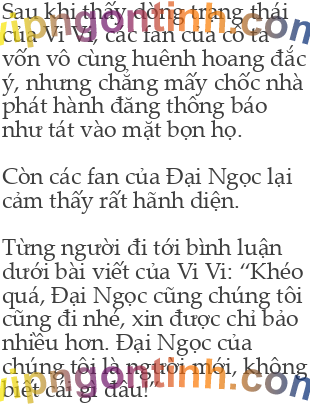 Sau khi thấy dòng trạng thái
của Vi Vi, các fan của cô ta
vốn vô cùng huênh hoang đắc
ý, nhưng chẳng mấy chốc nhà
phát hành đăng thông báo
như tát vào mặt bọn họ.
Còn các fan của Đại Ngọc lại
cảm thấy rất hãnh diện.
Từng người đi tới bình luận
dưới bài viết của Vi Vi: “Khéo
quá, Đại Ngọc cũng chúng tôi
cũng đi nhé, xin được chỉ bảo
nhiều hơn. Đại Ngọc của
chúng tôi là người mới, không
biết cái gì đâu!”
vipngontinh.com
vipngontinh.com